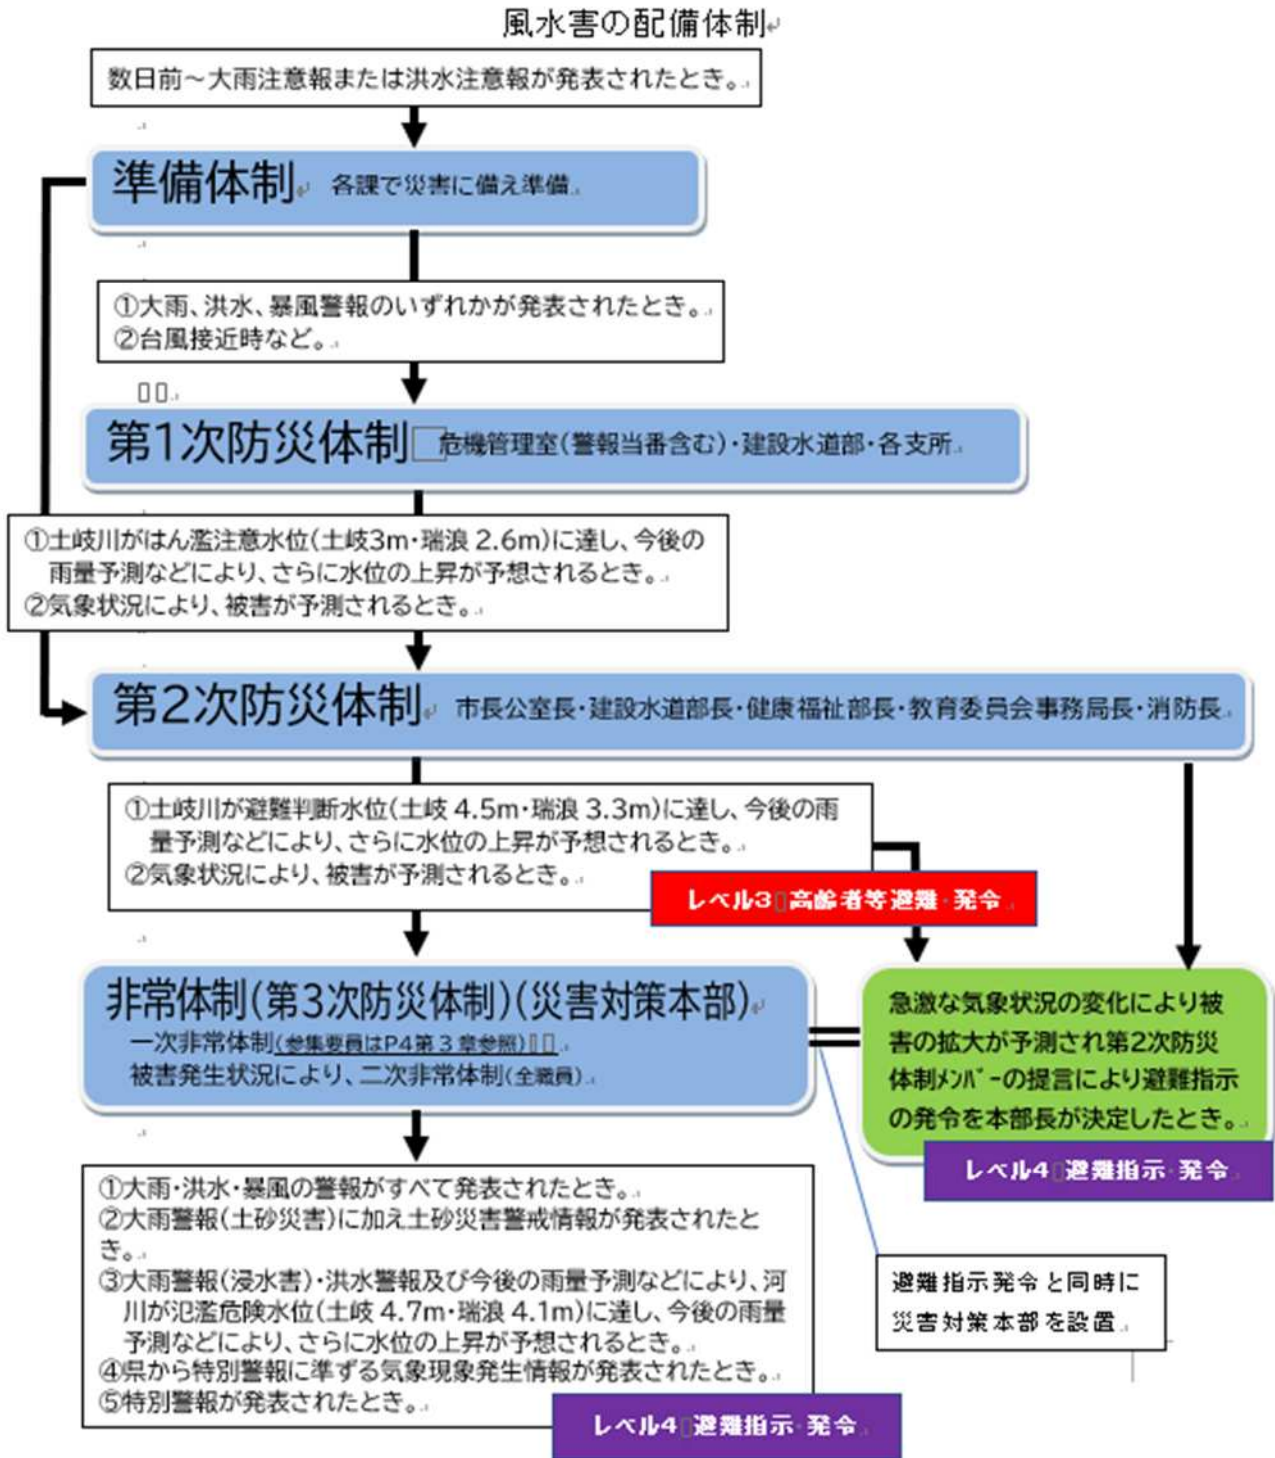 風水害の配備体制
数日前～大雨注意報または洪水注意報が発表されたとき。
準備体制 各課で災害に備え準備
①大雨、洪水、暴風警報のいずれかが発表されたとき。
②台風接近時など。
第1次防災体制 危機管理室(警報当番含む)・建設水道部・各支所
①土岐川がはん濫注意水位(土岐3m・瑞浪 2.6m)に達し、今後の
雨量予測などにより、さらに水位の上昇が予想されるとき。
②気象状況により、被害が予測されるとき。
第2次防災体制 市長公室長・建設水道部長・健康福祉部長・教育委員会事務局長・消防長
①土岐川が避難判断水位(土岐 4.5m・瑞浪 3.3m)に達し、今後の雨
量予測などにより、さらに水位の上昇が予想されるとき。
②気象状況により、被害が予測されるとき。
レベル3 高齢者等避難 発令
非常体制(第3次防災体制)(災害対策本部)
一次非常体制(参集要員はP4第3章参照)
被害発生状況により、二次非常体制(全職員)
急激な気象状況の変化により被
害の拡大が予測され第2次防災
体制ﾒﾝﾊﾞｰの提言により避難指示
の発令を本部長が決定したとき。
レベル4 避難指示 発令
①大雨・洪水・暴風の警報がすべて発表されたとき。
②大雨警報(土砂災害)に加え土砂災害警戒情報が発表されたと
き。
③大雨警報(浸水害)・洪水警報及び今後の雨量予測などにより、河
川が氾濫危険水位(土岐 4.7m・瑞浪 4.1m)に達し、今後の雨量
予測などにより、さらに水位の上昇が予想されるとき。
④県から特別警報に準ずる気象現象発生情報が発表されたとき。
⑤特別警報が発表されたとき。
レベル4 避難指示 発令
避難指示発令と同時に
災害対策本部を設置